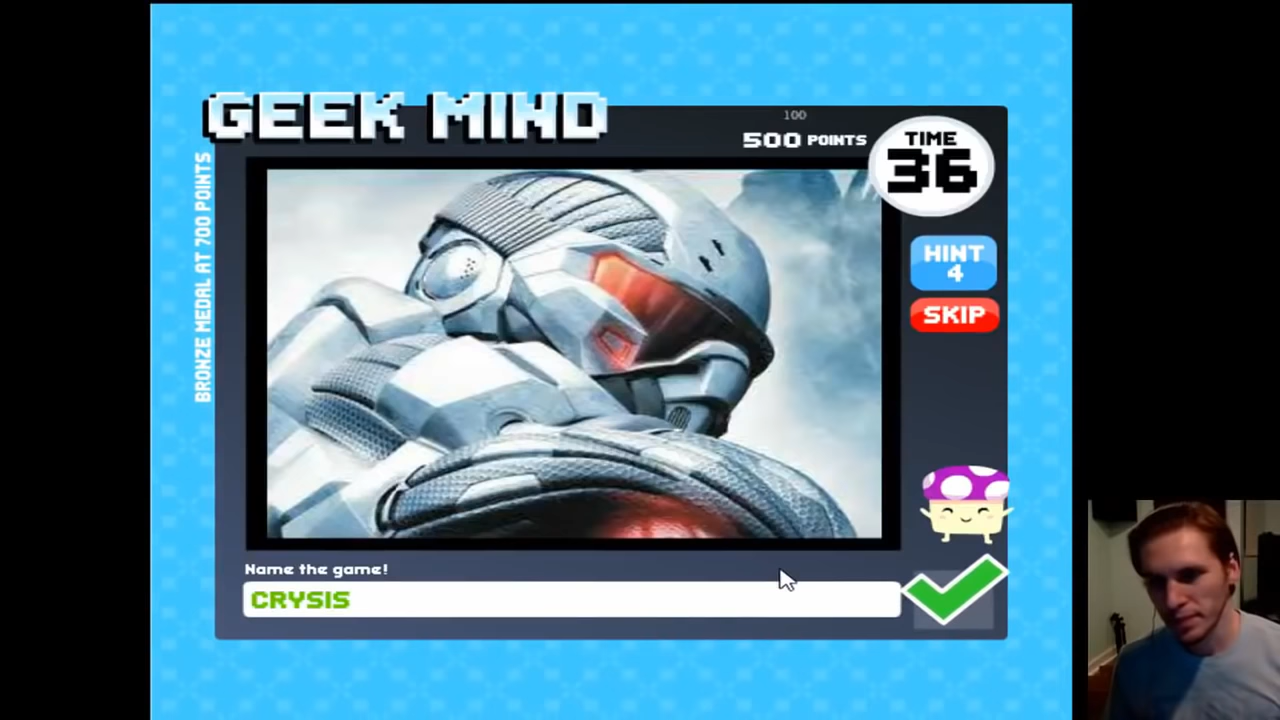 GEEK MIND
100
500 POINTS
TIME
36
BRONZE MEDAL AT 700 POINTS
HINT
4
SKIP
Name the game!
CRYSIS